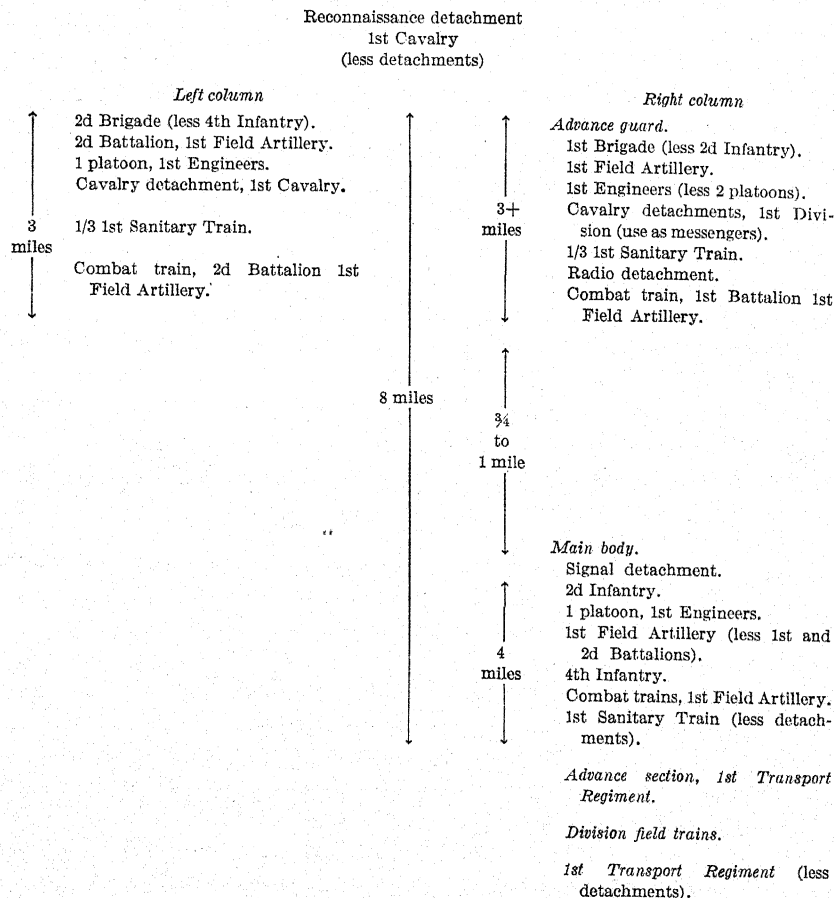 Reconnaissance detachment
1st Cavalry
(less detachments)
Left column
2d Brigade (less 4th Infantry).
2d Battalion, 1st Field Artillery.
1 platoon, 1st Engineers.
Cavalry detachment, 1st Cavalry.
1/3 1st Sanitary Train.
Combat train, 2d Battalion 1st
Field Artillery.
3
miles
8 miles
Right column
Advance guard.
1st Brigade (less 2d Infantry).
1st Field Artillery.
1st Engineers (less 2 platoons).
Cavalry detachments, 1st Divi-
sion (use as messengers).
1/3 1st Sanitary Train.
Radio detachment.
Combat train, 1st Battalion 1st
Field Artillery.
3+
miles
¾
to
1 mile
Main body.
Signal detachment.
2d Infantry.
1 platoon, 1st Engineers.
1st Field Artillery (less 1st and
2d Battalions).
4th Infantry.
Combat trains, 1st Field Artillery.
1st Sanitary Train (less detach-
ments).
4
miles
Advance section, 1st Transport
Regiment.
Division field trains.
1st Transport Regiment (less
detachments).